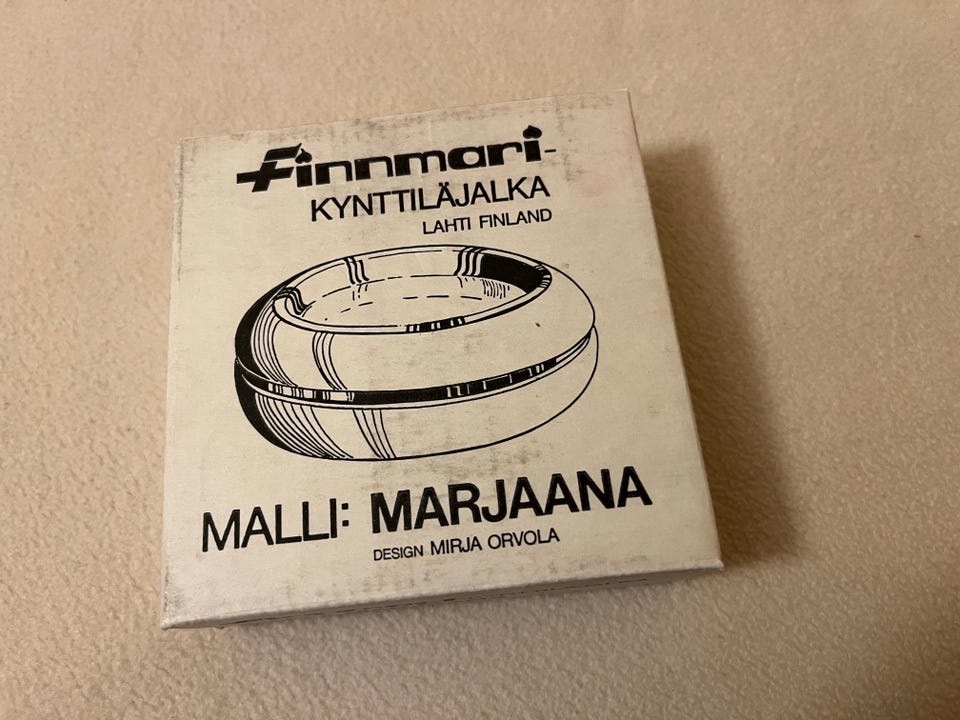 Finnmari-
KYNTTILÄJALKA
LAHTI FINLAND
MALLI: MARJAANA
DESIGN MIRJA ORVOLA